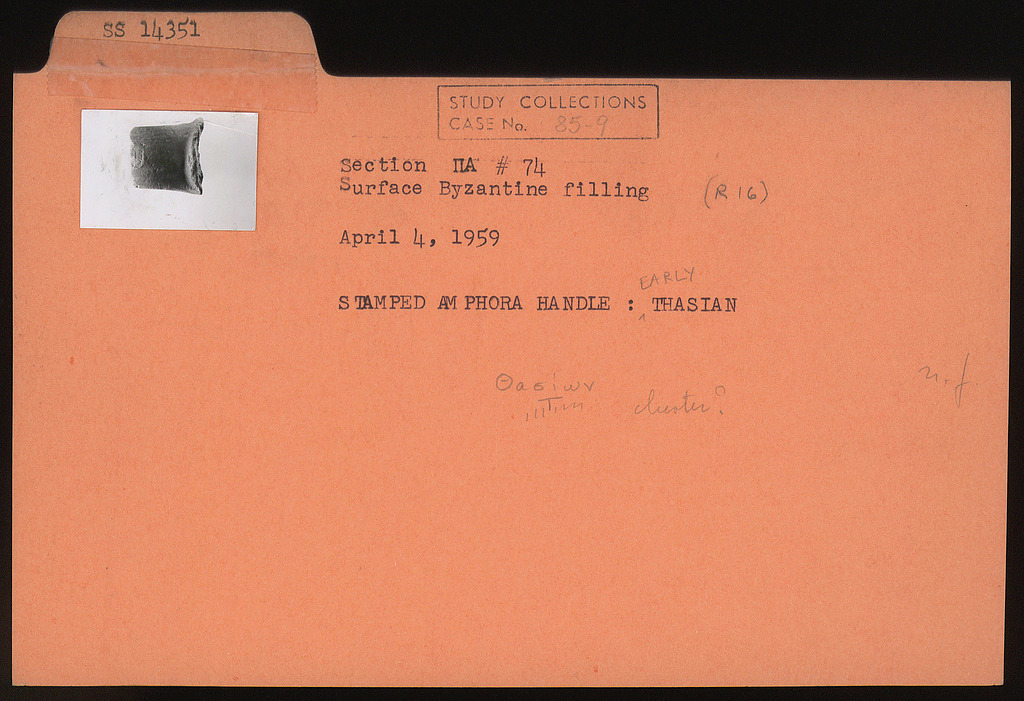 SS 14351
STUDY COLLECTIONS
CASE No. 85-9
Section ΠΑ # 74
Surface Byzantine filling (R 16)
April 4, 1959
EARLY
STAMPED AMPHORA HANDLE : THASIAN
Θασίων
cluster?
n.f.